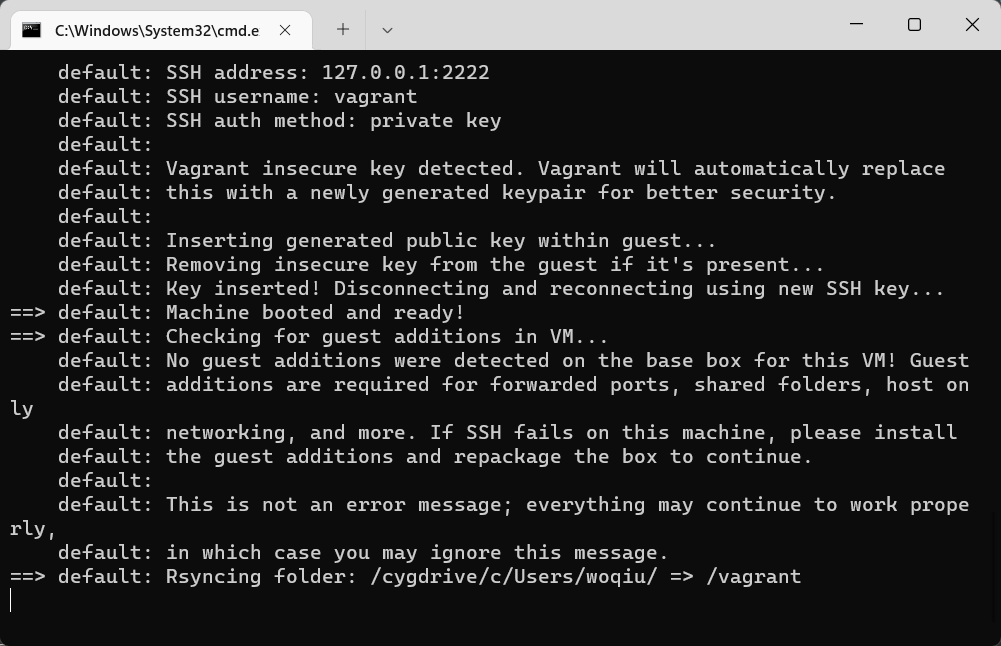 C:\Windows\System32\cmd.e
default: SSH address: 127.0.0.1:2222
default: SSH username: vagrant
default: SSH auth method: private key
default:
default: Vagrant insecure key detected. Vagrant will automatically replace
default: this with a newly generated keypair for better security.
default:
default: Inserting generated public key within guest...
default: Removing insecure key from the guest if it's present...
default: Key inserted! Disconnecting and reconnecting using new SSH key...
==> default: Machine booted and ready!
==> default: Checking for guest additions in VM...
default: No guest additions were detected on the base box for this VM! Guest
default: additions are required for forwarded ports, shared folders, host on
ly
default: networking, and more. If SSH fails on this machine, please install
default: the guest additions and repackage the box to continue.
default:
default: This is not an error message; everything may continue to work prope
rly,
default: in which case you may ignore this message.
==> default: Rsyncing folder: /cygdrive/c/Users/woqiu/ => /vagrant